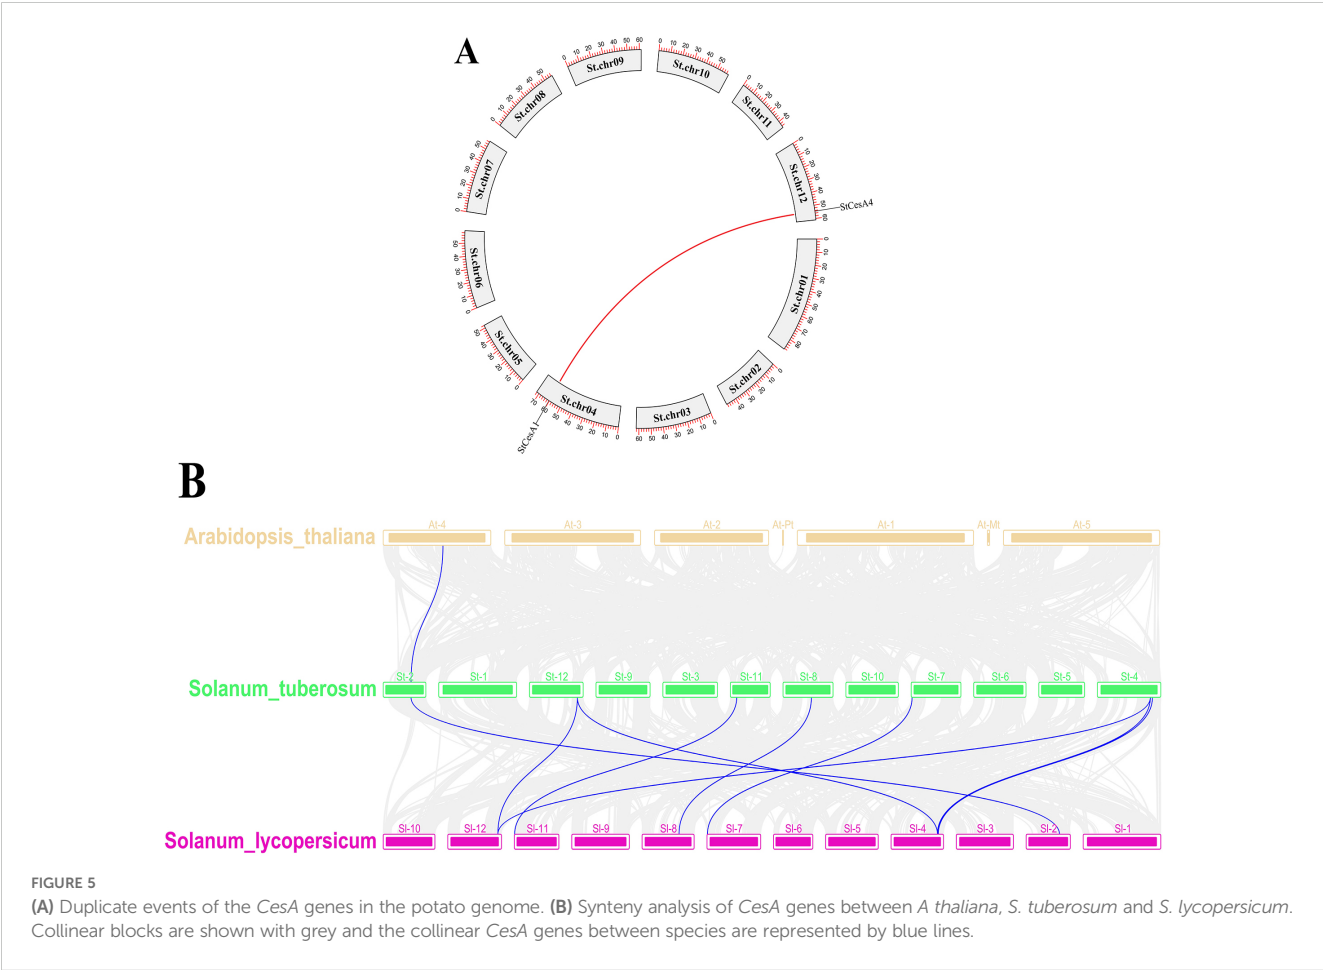 A
St.chr09
St.chr10
St.chr08
St.chr11
St.chr07
St.chr12
StCesA4
St.chr06
St.chr01
St.chr05
St.chr02
St.chr04
St.chr03
StCesA1
B
At-4 At-3 At-2 At-Pt At-1 At-Mt At-5
Arabidopsis_thaliana
St-2 St-1 St-12 St-9 St-3 St-11 St-8 St-10 St-7 St-6 St-5 St-4
Solanum_tuberosum
Sl-10 Sl-12 Sl-11 Sl-9 Sl-8 Sl-7 Sl-6 Sl-5 Sl-4 Sl-3 Sl-2 Sl-1
Solanum_lycopersicum
FIGURE 5
(A) Duplicate events of the CesA genes in the potato genome. (B) Synteny analysis of CesA genes between A thaliana, S. tuberosum and S. lycopersicum.
Collinear blocks are shown with grey and the collinear CesA genes between species are represented by blue lines.